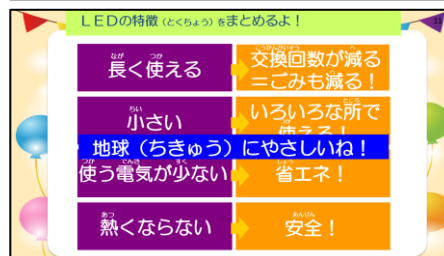 LEDの特徴(とくちょう)をまとめるよ!
長く使える
交換回数が減る
=ごみも減る!
小さい
いろいろな所で
使える!
地球(ちきゅう)にやさしいね!
使う電気が少ない
省エネ!
熱くならない
安全!